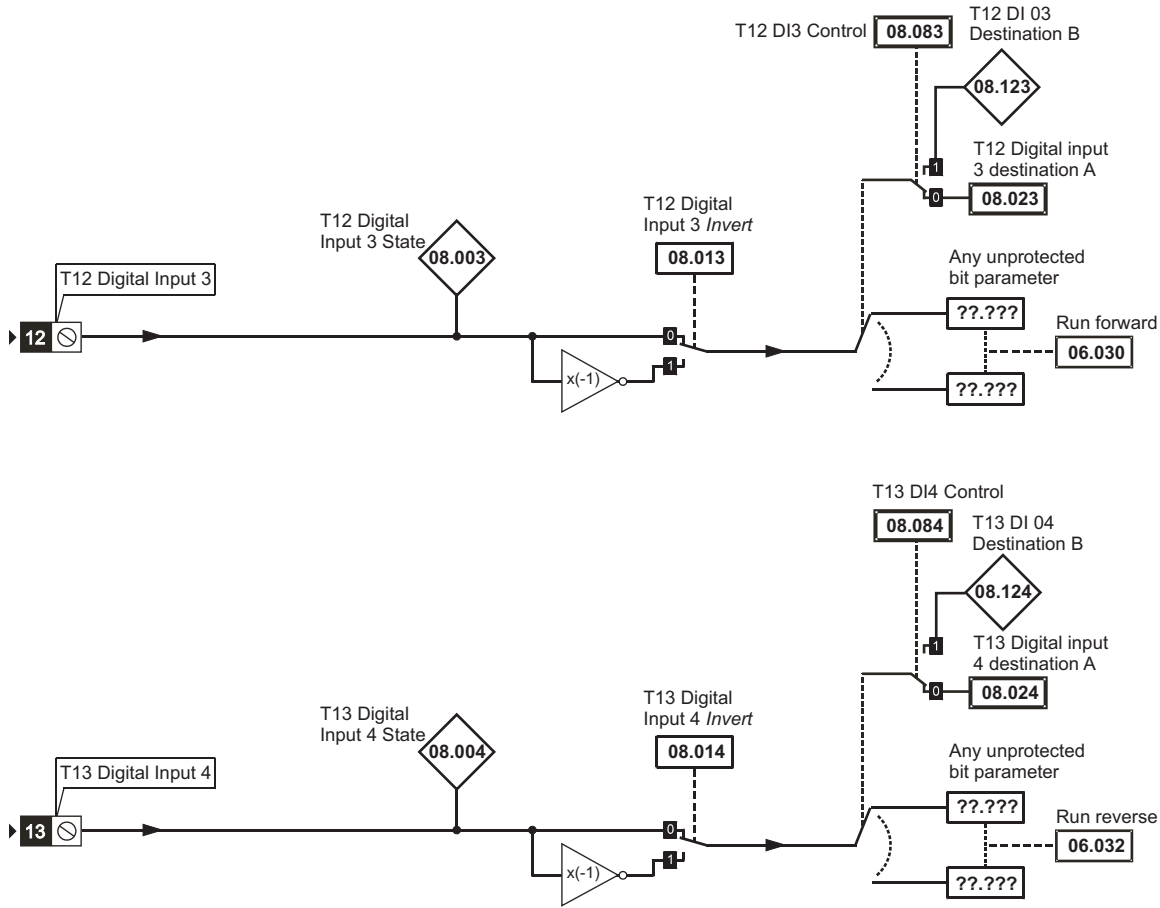 T12 DI3 Control
08.083
T12 DI 03
Destination B
08.123
1
T12 Digital input
3 destination A
0
08.023
T12 Digital
Input 3 State
08.003
T12 Digital
Input 3 Invert
08.013
T12 Digital Input 3
12
0
1
x(-1)
Any unprotected
bit parameter
??.???
Run forward
06.030
??.???
T13 DI4 Control
08.084
T13 DI 04
Destination B
08.124
1
T13 Digital input
4 destination A
0
08.024
T13 Digital
Input 4 State
08.004
T13 Digital
Input 4 Invert
08.014
T13 Digital Input 4
13
0
1
x(-1)
Any unprotected
bit parameter
??.???
Run reverse
06.032
??.???